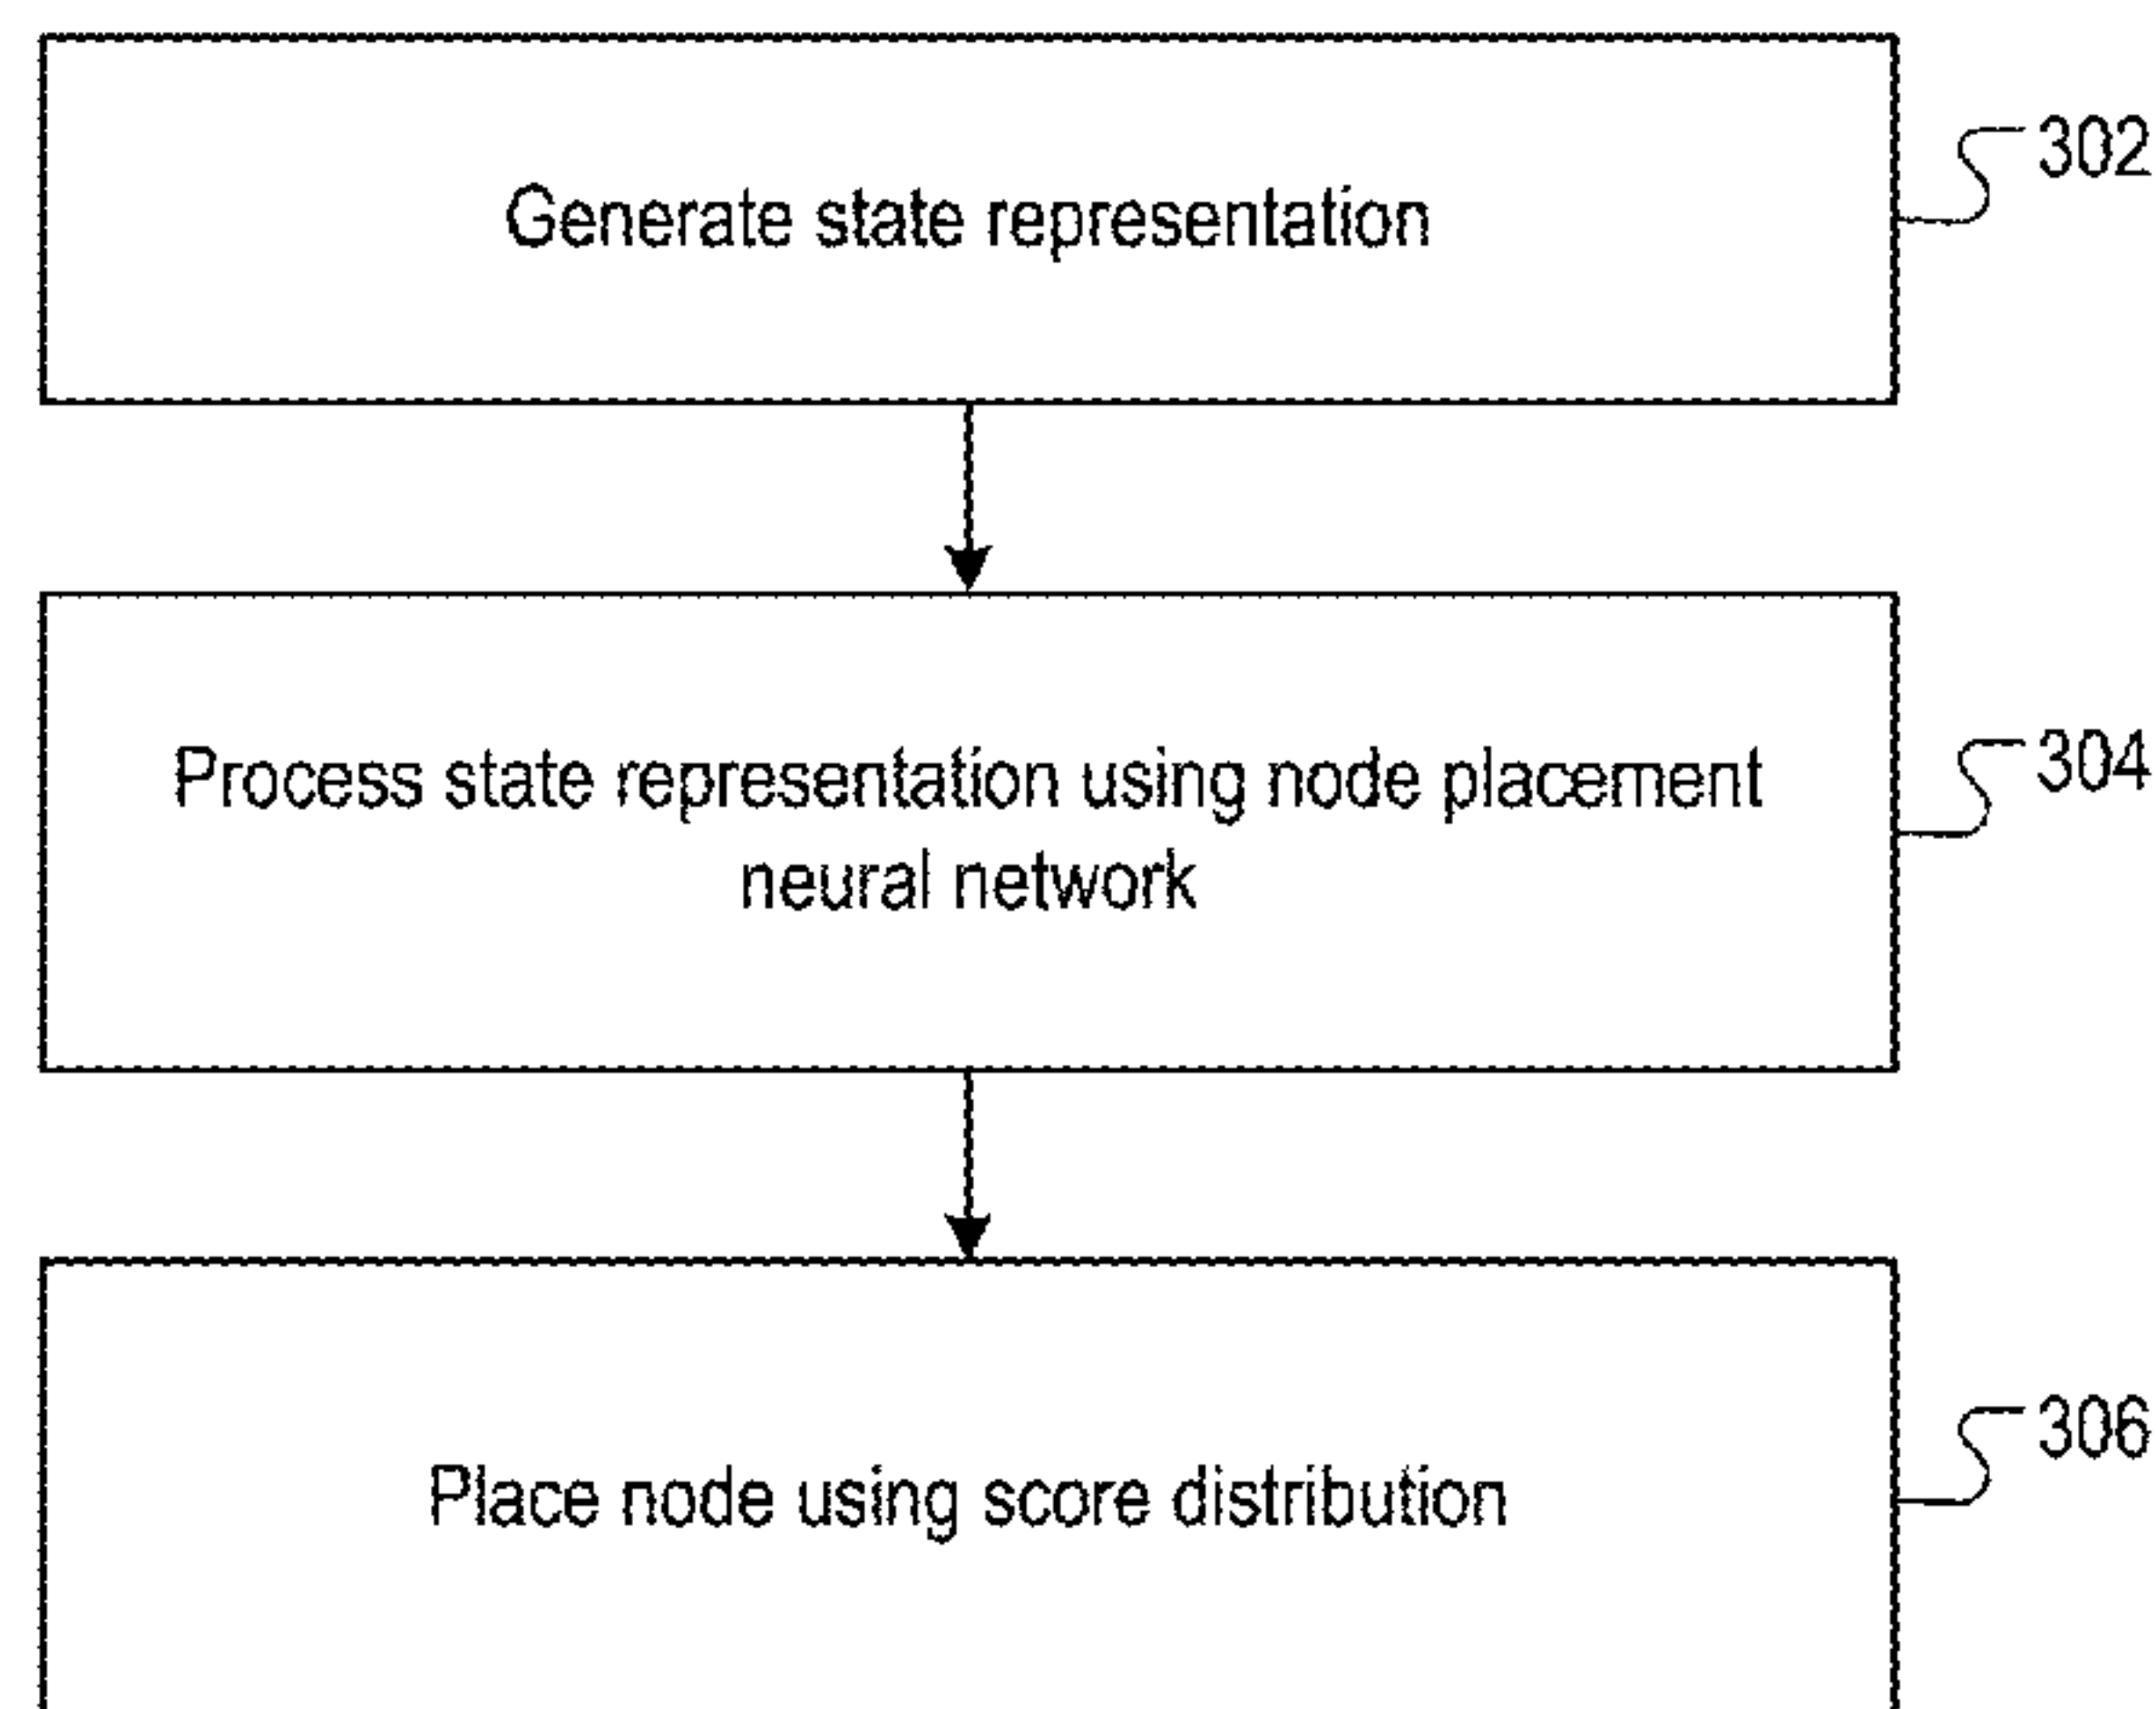 Generate state representation
302
Process state representation using node placement
neural network
304
Place node using score distribution
306